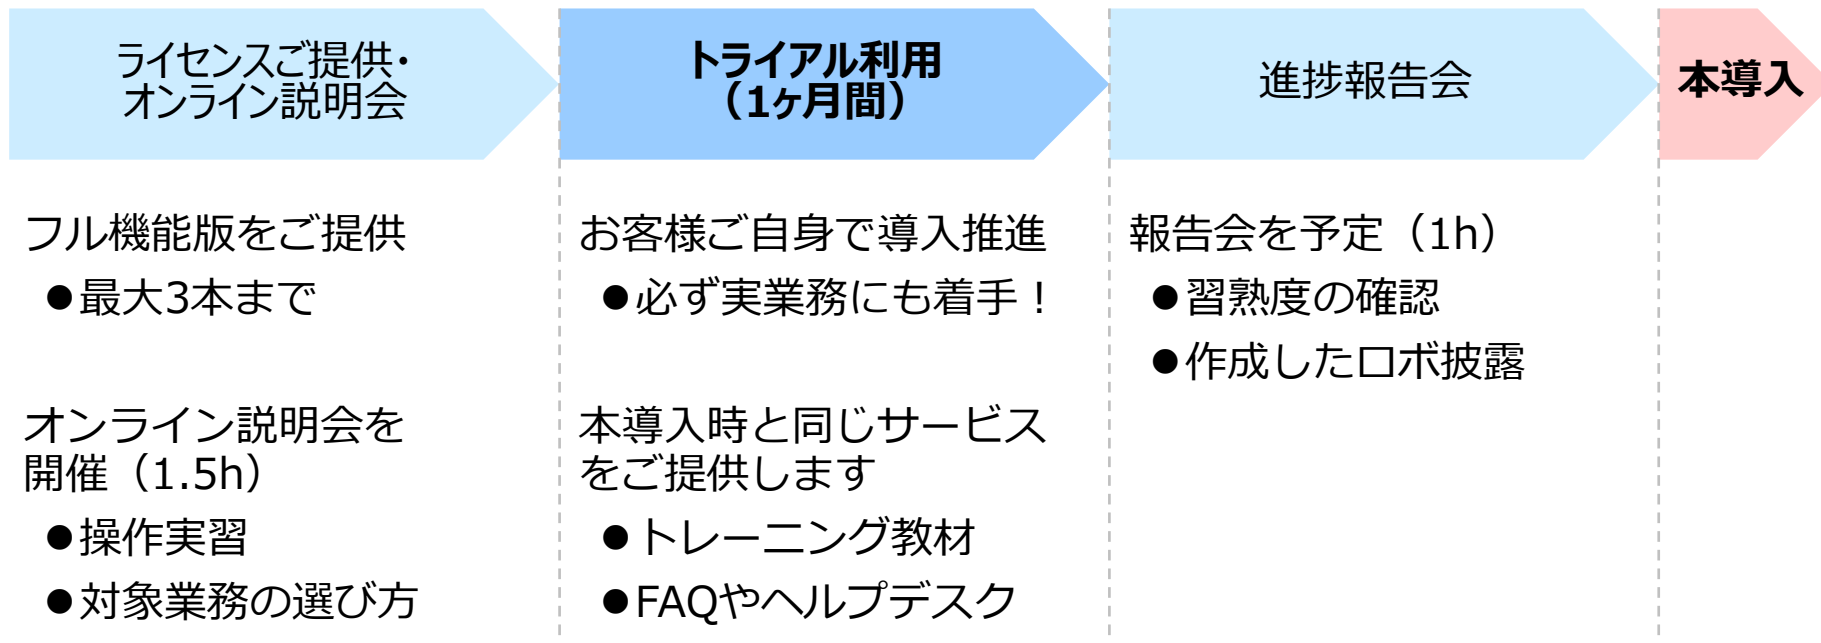 ライセンスご提供・
オンライン説明会
トライアル利用
（1ヶ月間）
進捗報告会
本導入
フル機能版をご提供
●最大3本まで
オンライン説明会を
開催（1.5h）
●操作実習
●対象業務の選び方
お客様ご自身で導入推進
●必ず実業務にも着手！
本導入時と同じサービス
をご提供します
●トレーニング教材
●FAQやヘルプデスク
報告会を予定（1h）
●習熟度の確認
●作成したロボ披露